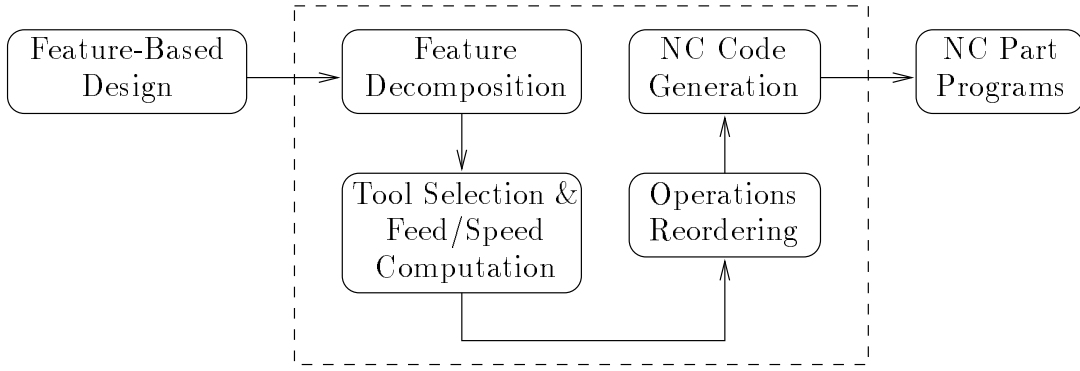 Feature-Based
Design
Feature
Decomposition
Tool Selection &
Feed/Speed
Computation
Operations
Reordering
NC Code
Generation
NC Part
Programs